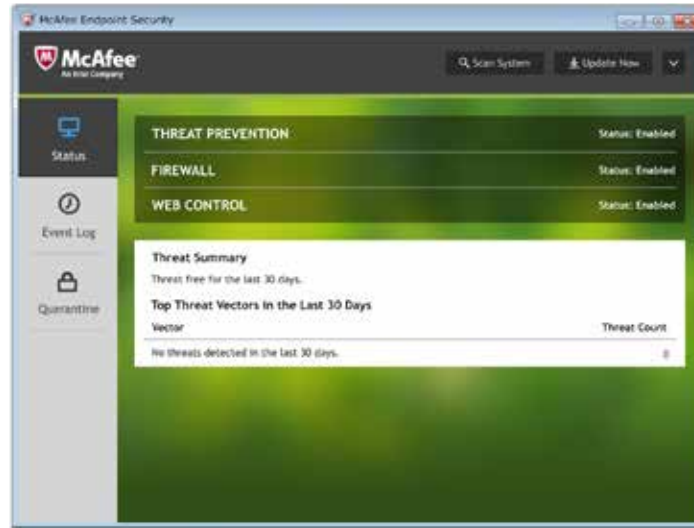 McAfee Endpoint Security
McAfee
An Intel Company
Scan System
Update Now
Status
Event Log
Quarantine
THREAT PREVENTION Status: Enabled
FIREWALL Status: Enabled
WEB CONTROL Status: Enabled
Threat Summary
Threat free for the last 30 days.
Top Threat Vectors in the Last 30 Days
Vector Threat Count
No threats detected in the last 30 days.